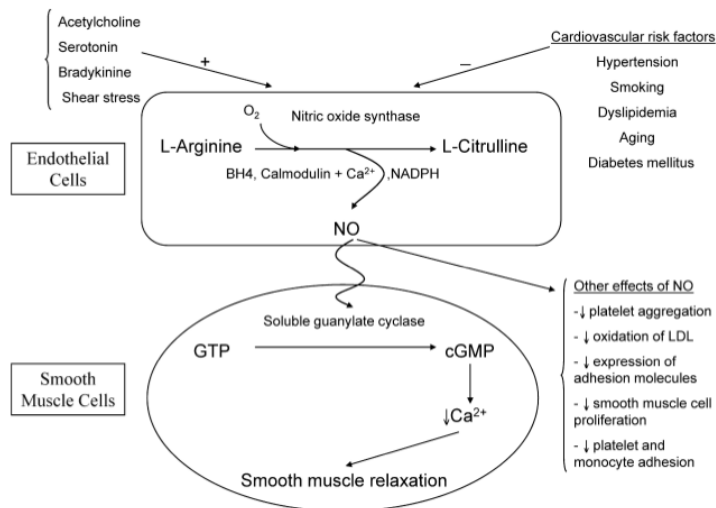 Acetylcholine
Serotonin
Bradykinine
Shear stress
+
–
Cardiovascular risk factors
Hypertension
Smoking
Dyslipidemia
Aging
Diabetes mellitus
Endothelial
Cells
O₂
Nitric oxide synthase
L-Arginine
L-Citrulline
BH4, Calmodulin + Ca²⁺ ,NADPH
NO
Other effects of NO
-↓ platelet aggregation
- ↓ oxidation of LDL
-↓ expression of
adhesion molecules
- ↓ smooth muscle cell
proliferation
- ↓ platelet and
monocyte adhesion
Smooth
Muscle Cells
Soluble guanylate cyclase
GTP
cGMP
↓Ca²⁺
Smooth muscle relaxation